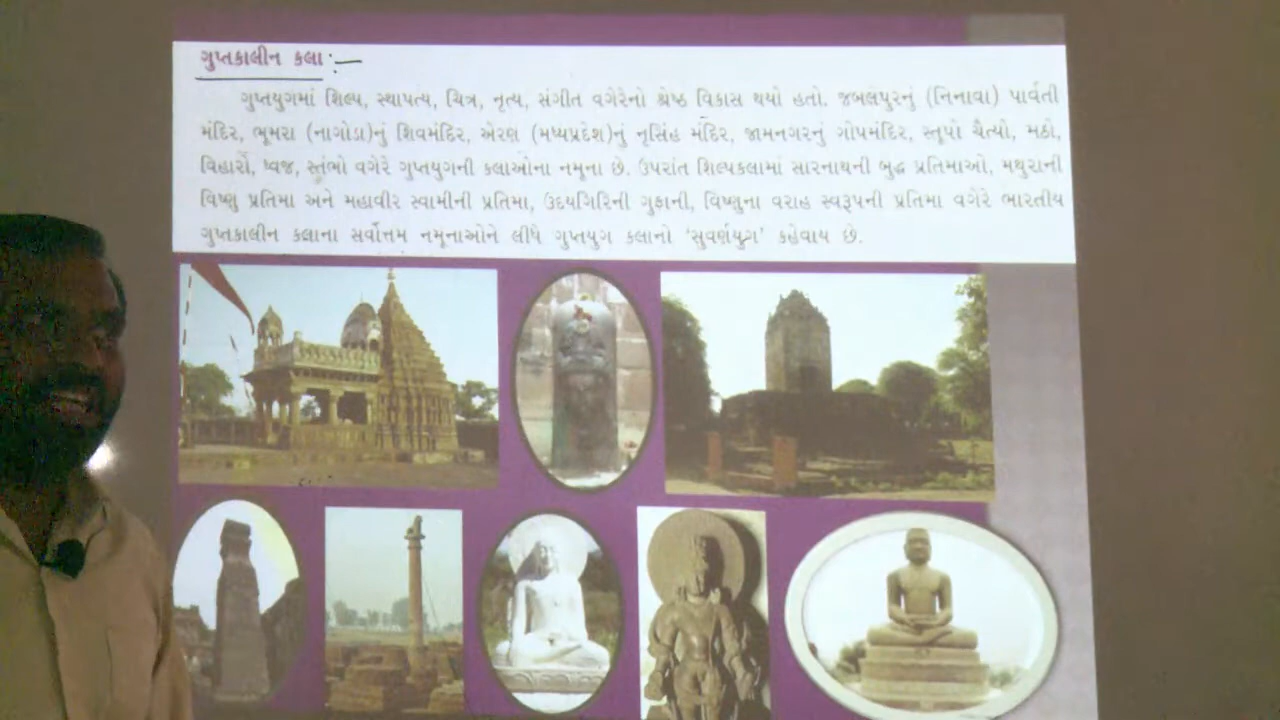 ગુપ્તકાલીન કલા :-
ગુપ્તયુગમાં શિલ્પ, સ્થાપત્ય, ચિત્ર, નૃત્ય, સંગીત વગેરેનો શ્રેષ્ઠ વિકાસ થયો હતો. જબલપુરનું (નિનાવા) પાર્વતી
મંદિર, ભૂમરા (નાગોડા)નું શિવમંદિર, એરણ (મધ્યપ્રદેશ)નું નૃસિંહ મંદિર, જામનગરનું ગોપમંદિર, સ્તૂપો ચૈત્યો, મઠો,
વિહારો, ધ્વજ, સ્તંભો વગેરે ગુપ્તયુગની કલાઓના નમૂના છે. ઉપરાંત શિલ્પકલામાં સારનાથની બુદ્ધ પ્રતિમાઓ, મથુરાની
વિષ્ણુ પ્રતિમા અને મહાવીર સ્વામીની પ્રતિમા, ઉદયગિરિની ગુફાની, વિષ્ણુના વરાહ સ્વરૂપની પ્રતિમા વગેરે ભારતીય
ગુપ્તકાલીન કલાના સર્વોત્તમ નમૂનાઓને લીધે ગુપ્તયુગ કલાનો ‘સુવર્ણયુગ’ કહેવાય છે.